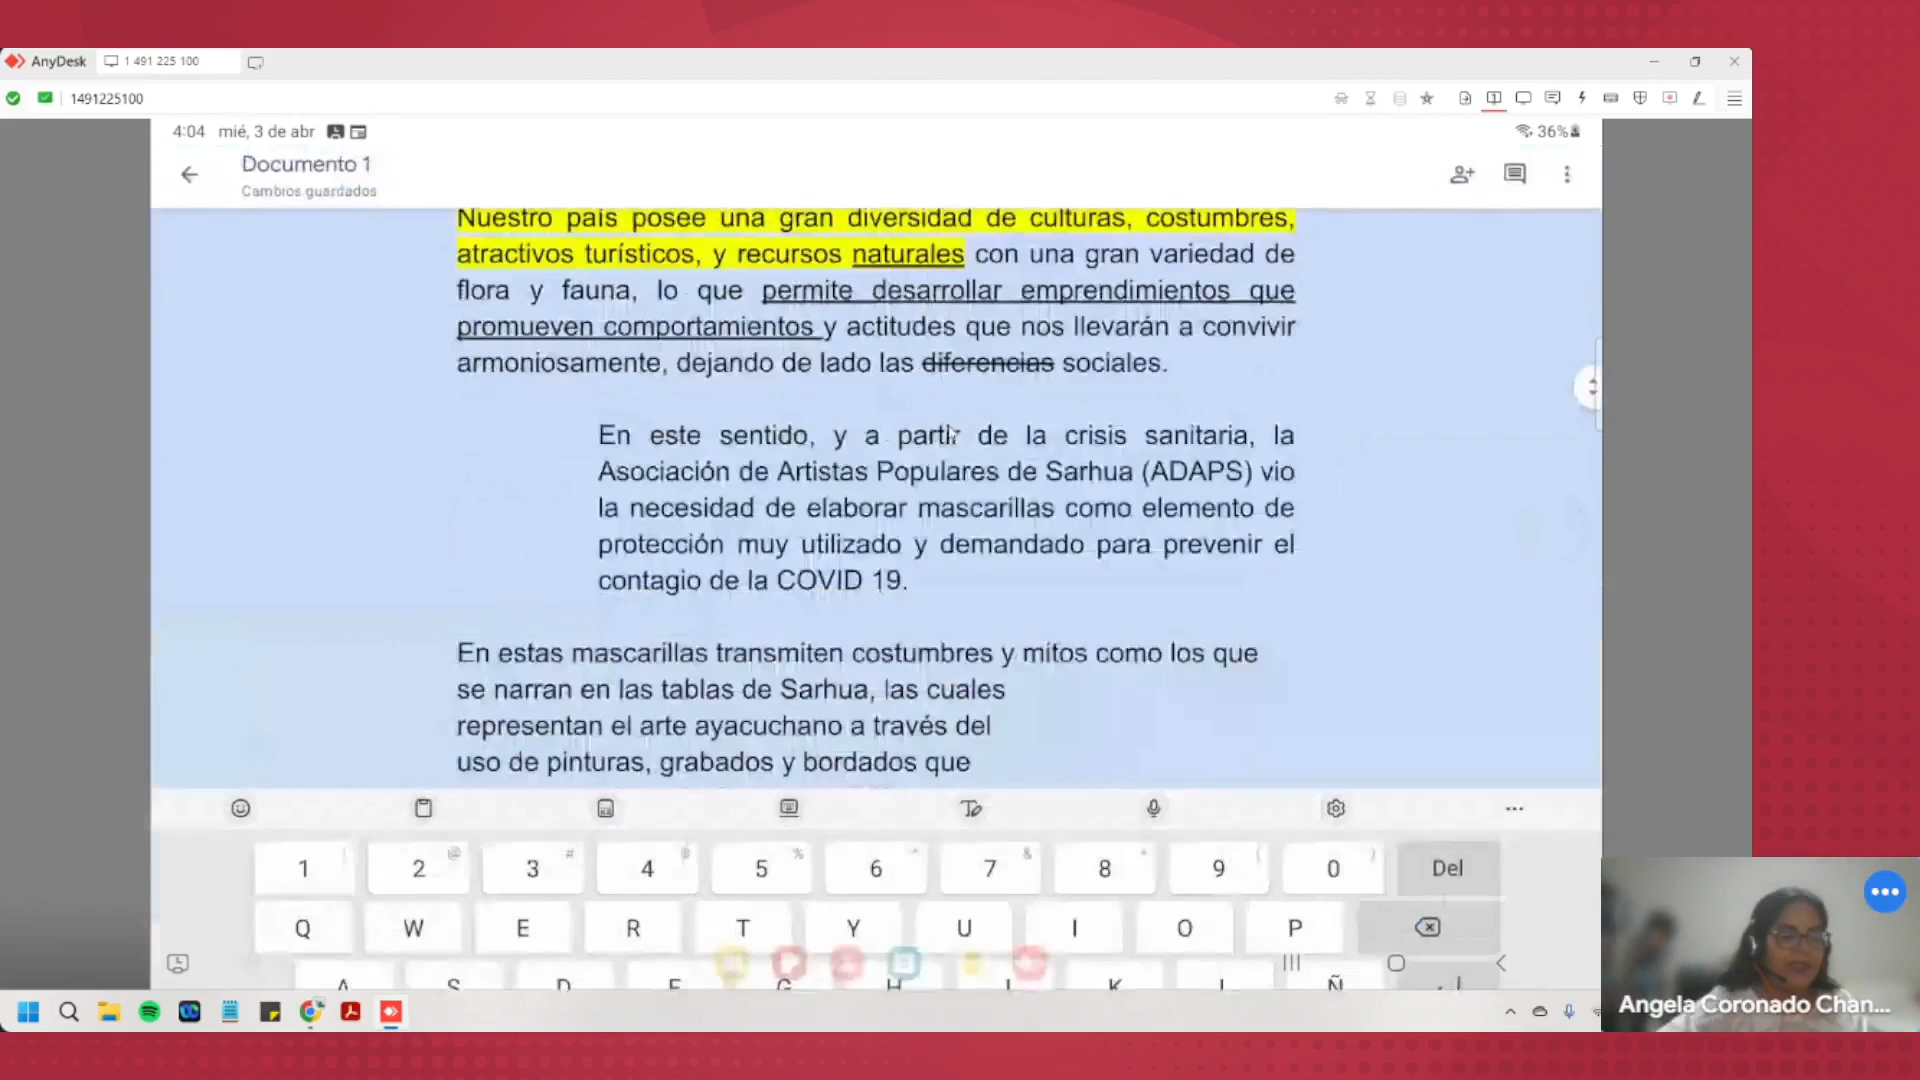 AnyDesk
1 491 225 100
1491225100
4:04 mié, 3 de abr
36%
Documento 1
Cambios guardados
Nuestro país posee una gran diversidad de culturas, costumbres,
atractivos turísticos, y recursos naturales con una gran variedad de
flora y fauna, lo que permite desarrollar emprendimientos que
promueven comportamientos y actitudes que nos llevarán a convivir
armoniosamente, dejando de lado las diferencias sociales.
En este sentido, y a partir de la crisis sanitaria, la
Asociación de Artistas Populares de Sarhua (ADAPS) vio
la necesidad de elaborar mascarillas como elemento de
protección muy utilizado y demandado para prevenir el
contagio de la COVID 19.
En estas mascarillas transmiten costumbres y mitos como los que
se narran en las tablas de Sarhua, las cuales
representan el arte ayacuchano a través del
uso de pinturas, grabados y bordados que
1 2 3 4 5 6 7 8 9 0 Del
Q W E R T Y U I O P
A S D F G H J K L Ñ
Angela Coronado Chan...